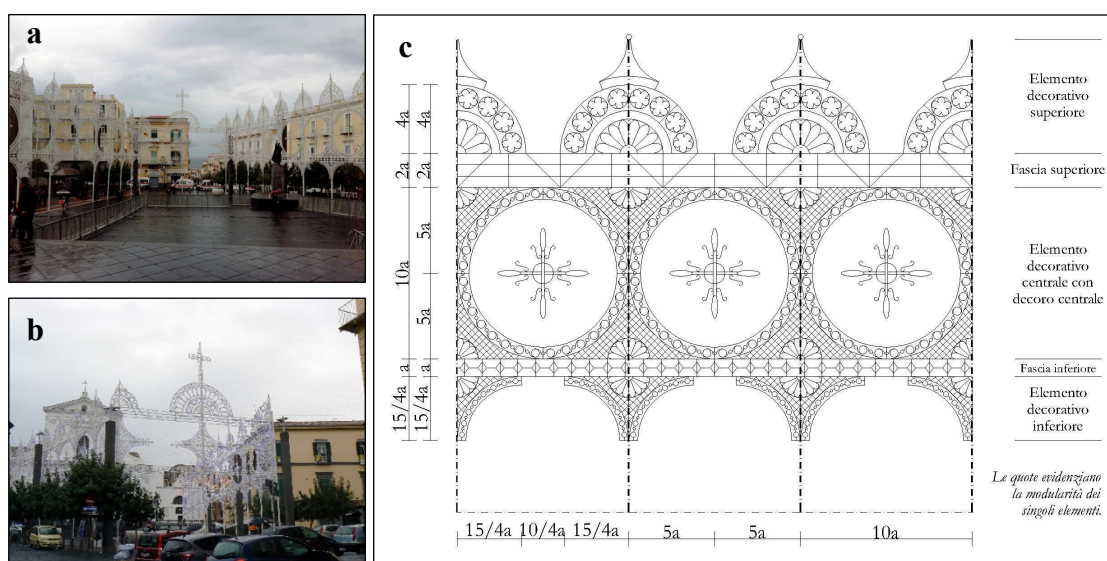 a
b
c
4a
4a
2a
2a
10a
5a
5a
a
a
15/4a
15/4a
Elemento
decorativo
superiore
Fascia superiore
Elemento
decorativo
centrale con
decoro centrale
Fascia inferiore
Elemento
decorativo
inferiore
Le quote evidenziano
la modularità dei
singoli elementi.
15/4a 10/4a 15/4a 5a 5a 10a